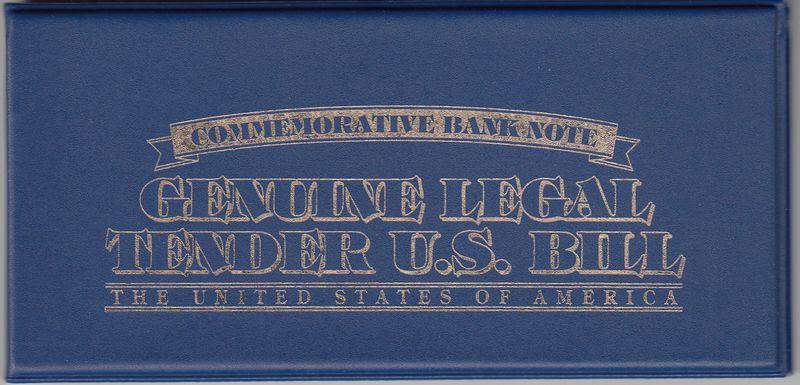 COMMEMORATIVE BANK NOTE
GENUINE LEGAL
TENDER U.S. BILL
THE UNITED STATES OF AMERICA